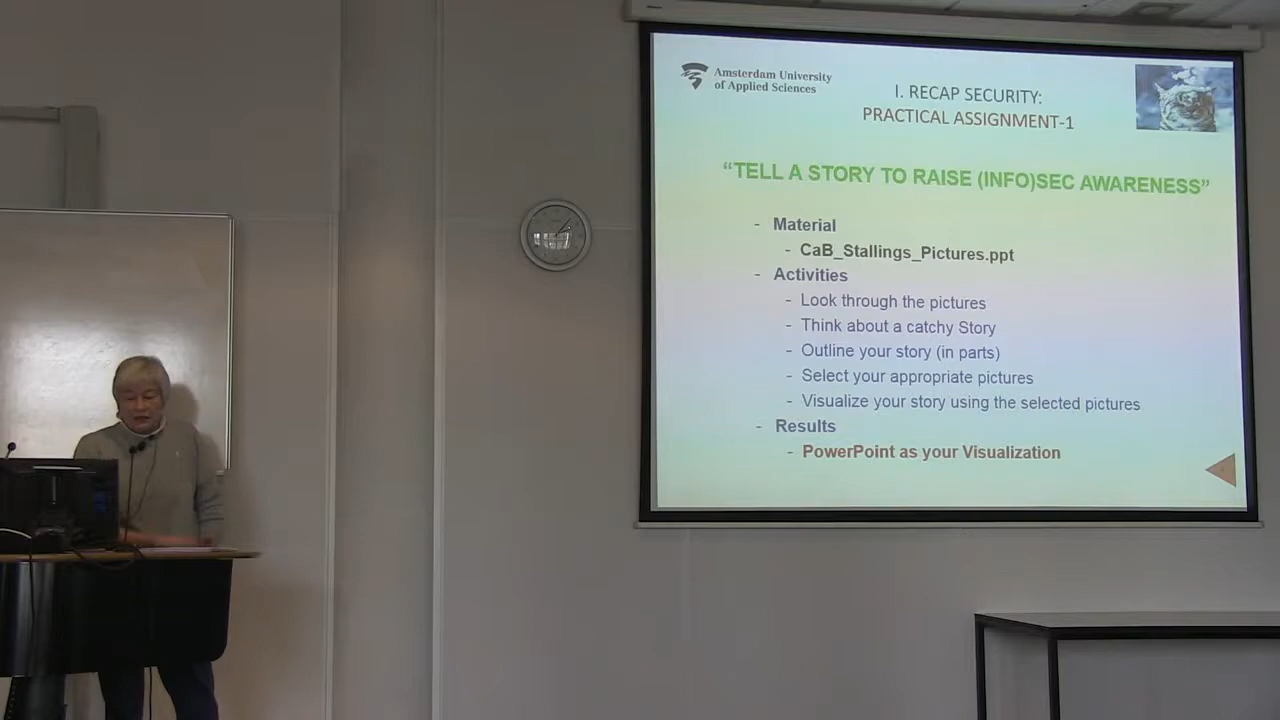 Amsterdam University
of Applied Sciences
I. RECAP SECURITY:
PRACTICAL ASSIGNMENT-1
“TELL A STORY TO RAISE (INFO)SEC AWARENESS”
- Material
- CaB_Stallings_Pictures.ppt
- Activities
- Look through the pictures
- Think about a catchy Story
- Outline your story (in parts)
- Select your appropriate pictures
- Visualize your story using the selected pictures
- Results
- PowerPoint as your Visualization